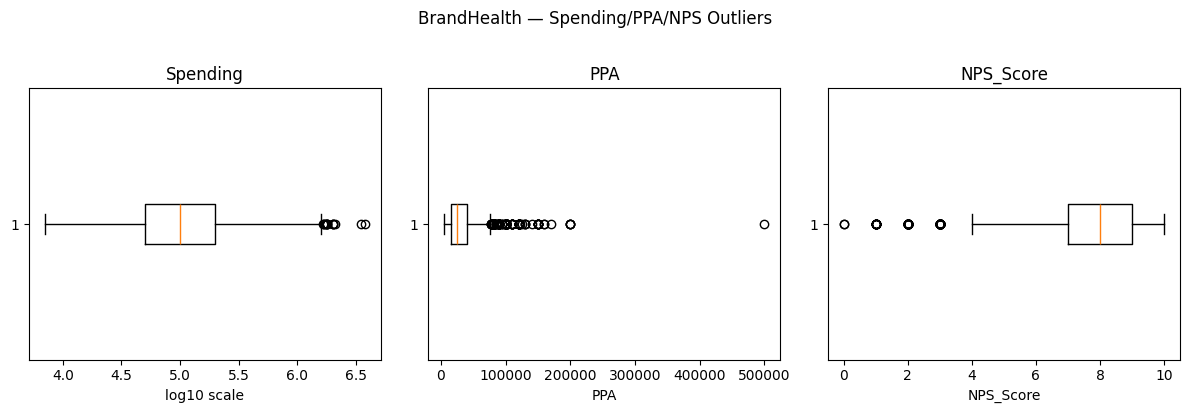 BrandHealth — Spending/PPA/NPS Outliers
Spending
1
4.0 4.5 5.0 5.5 6.0 6.5
log10 scale
PPA
1
0 100000 200000 300000 400000 500000
PPA
NPS_Score
1
0 2 4 6 8 10
NPS_Score